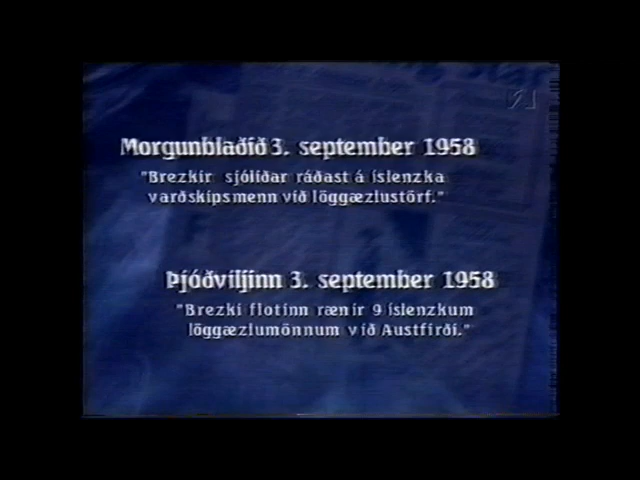 Morgunblaðið 3. september 1958
"Brezkir sjóliðar ráðast á íslenzka
varðskipsmenn við löggæzlustörf."
Þjóðviljinn 3. september 1958
"Brezki flotinn rænir 9 íslenzkum
löggæzlumönnum við Austfirði."